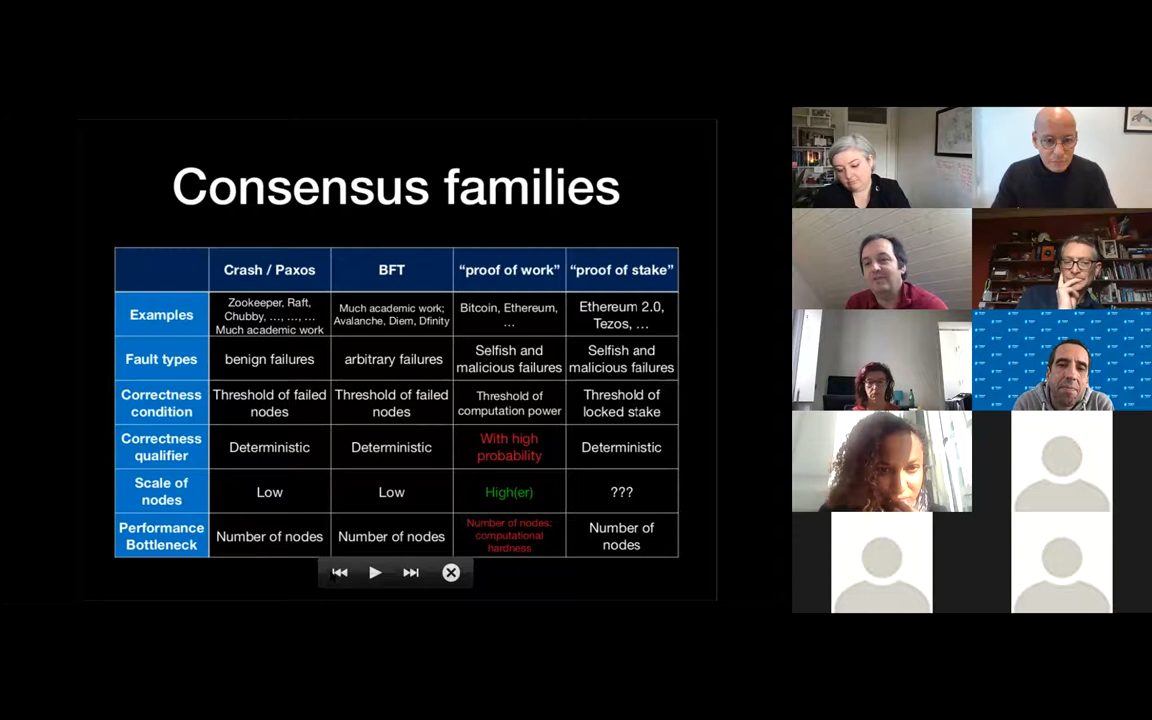 Consensus families
Crash / Paxos
BFT
“proof of work”
“proof of stake”
Examples
Zookeeper, Raft,
Chubby, …, …, …
Much academic work
Much academic work;
Avalanche, Diem, Dfinity
Bitcoin, Ethereum,
…
Ethereum 2.0,
Tezos, …
Fault types
benign failures
arbitrary failures
Selfish and
malicious failures
Selfish and
malicious failures
Correctness
condition
Threshold of failed
nodes
Threshold of failed
nodes
Threshold of
computation power
Threshold of
locked stake
Correctness
qualifier
Deterministic
Deterministic
With high
probability
Deterministic
Scale of
nodes
Low
Low
High(er)
???
Performance
Bottleneck
Number of nodes
Number of nodes
Number of nodes;
computational
hardness
Number of
nodes